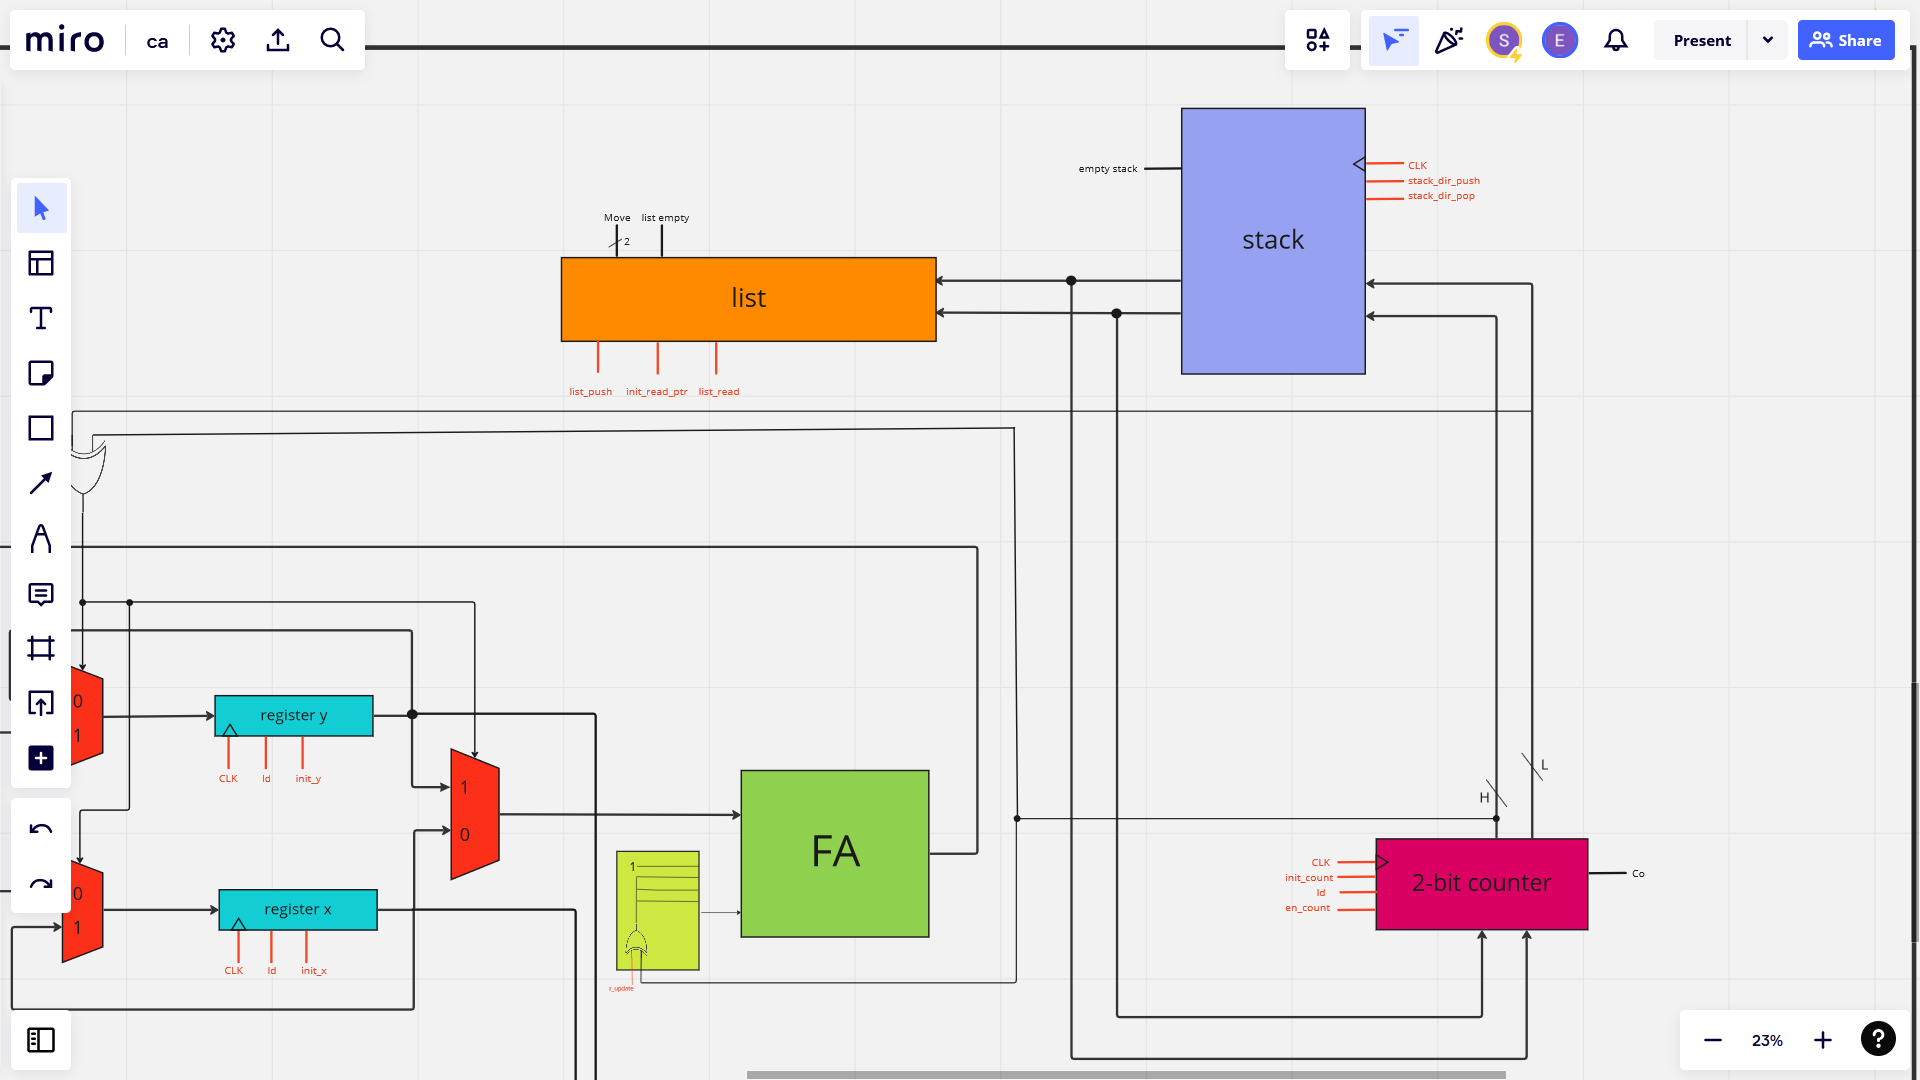 miro
ca
S
E
Present
Share
empty stack
CLK
stack_dir_push
stack_dir_pop
stack
Move
list empty
2
list
list_push
init_read_ptr
list_read
0
1
register y
CLK
ld
init_y
1
0
FA
1
r_update
0
1
register x
CLK
ld
init_x
L
H
CLK
init_count
ld
en_count
2-bit counter
Co
23%
?